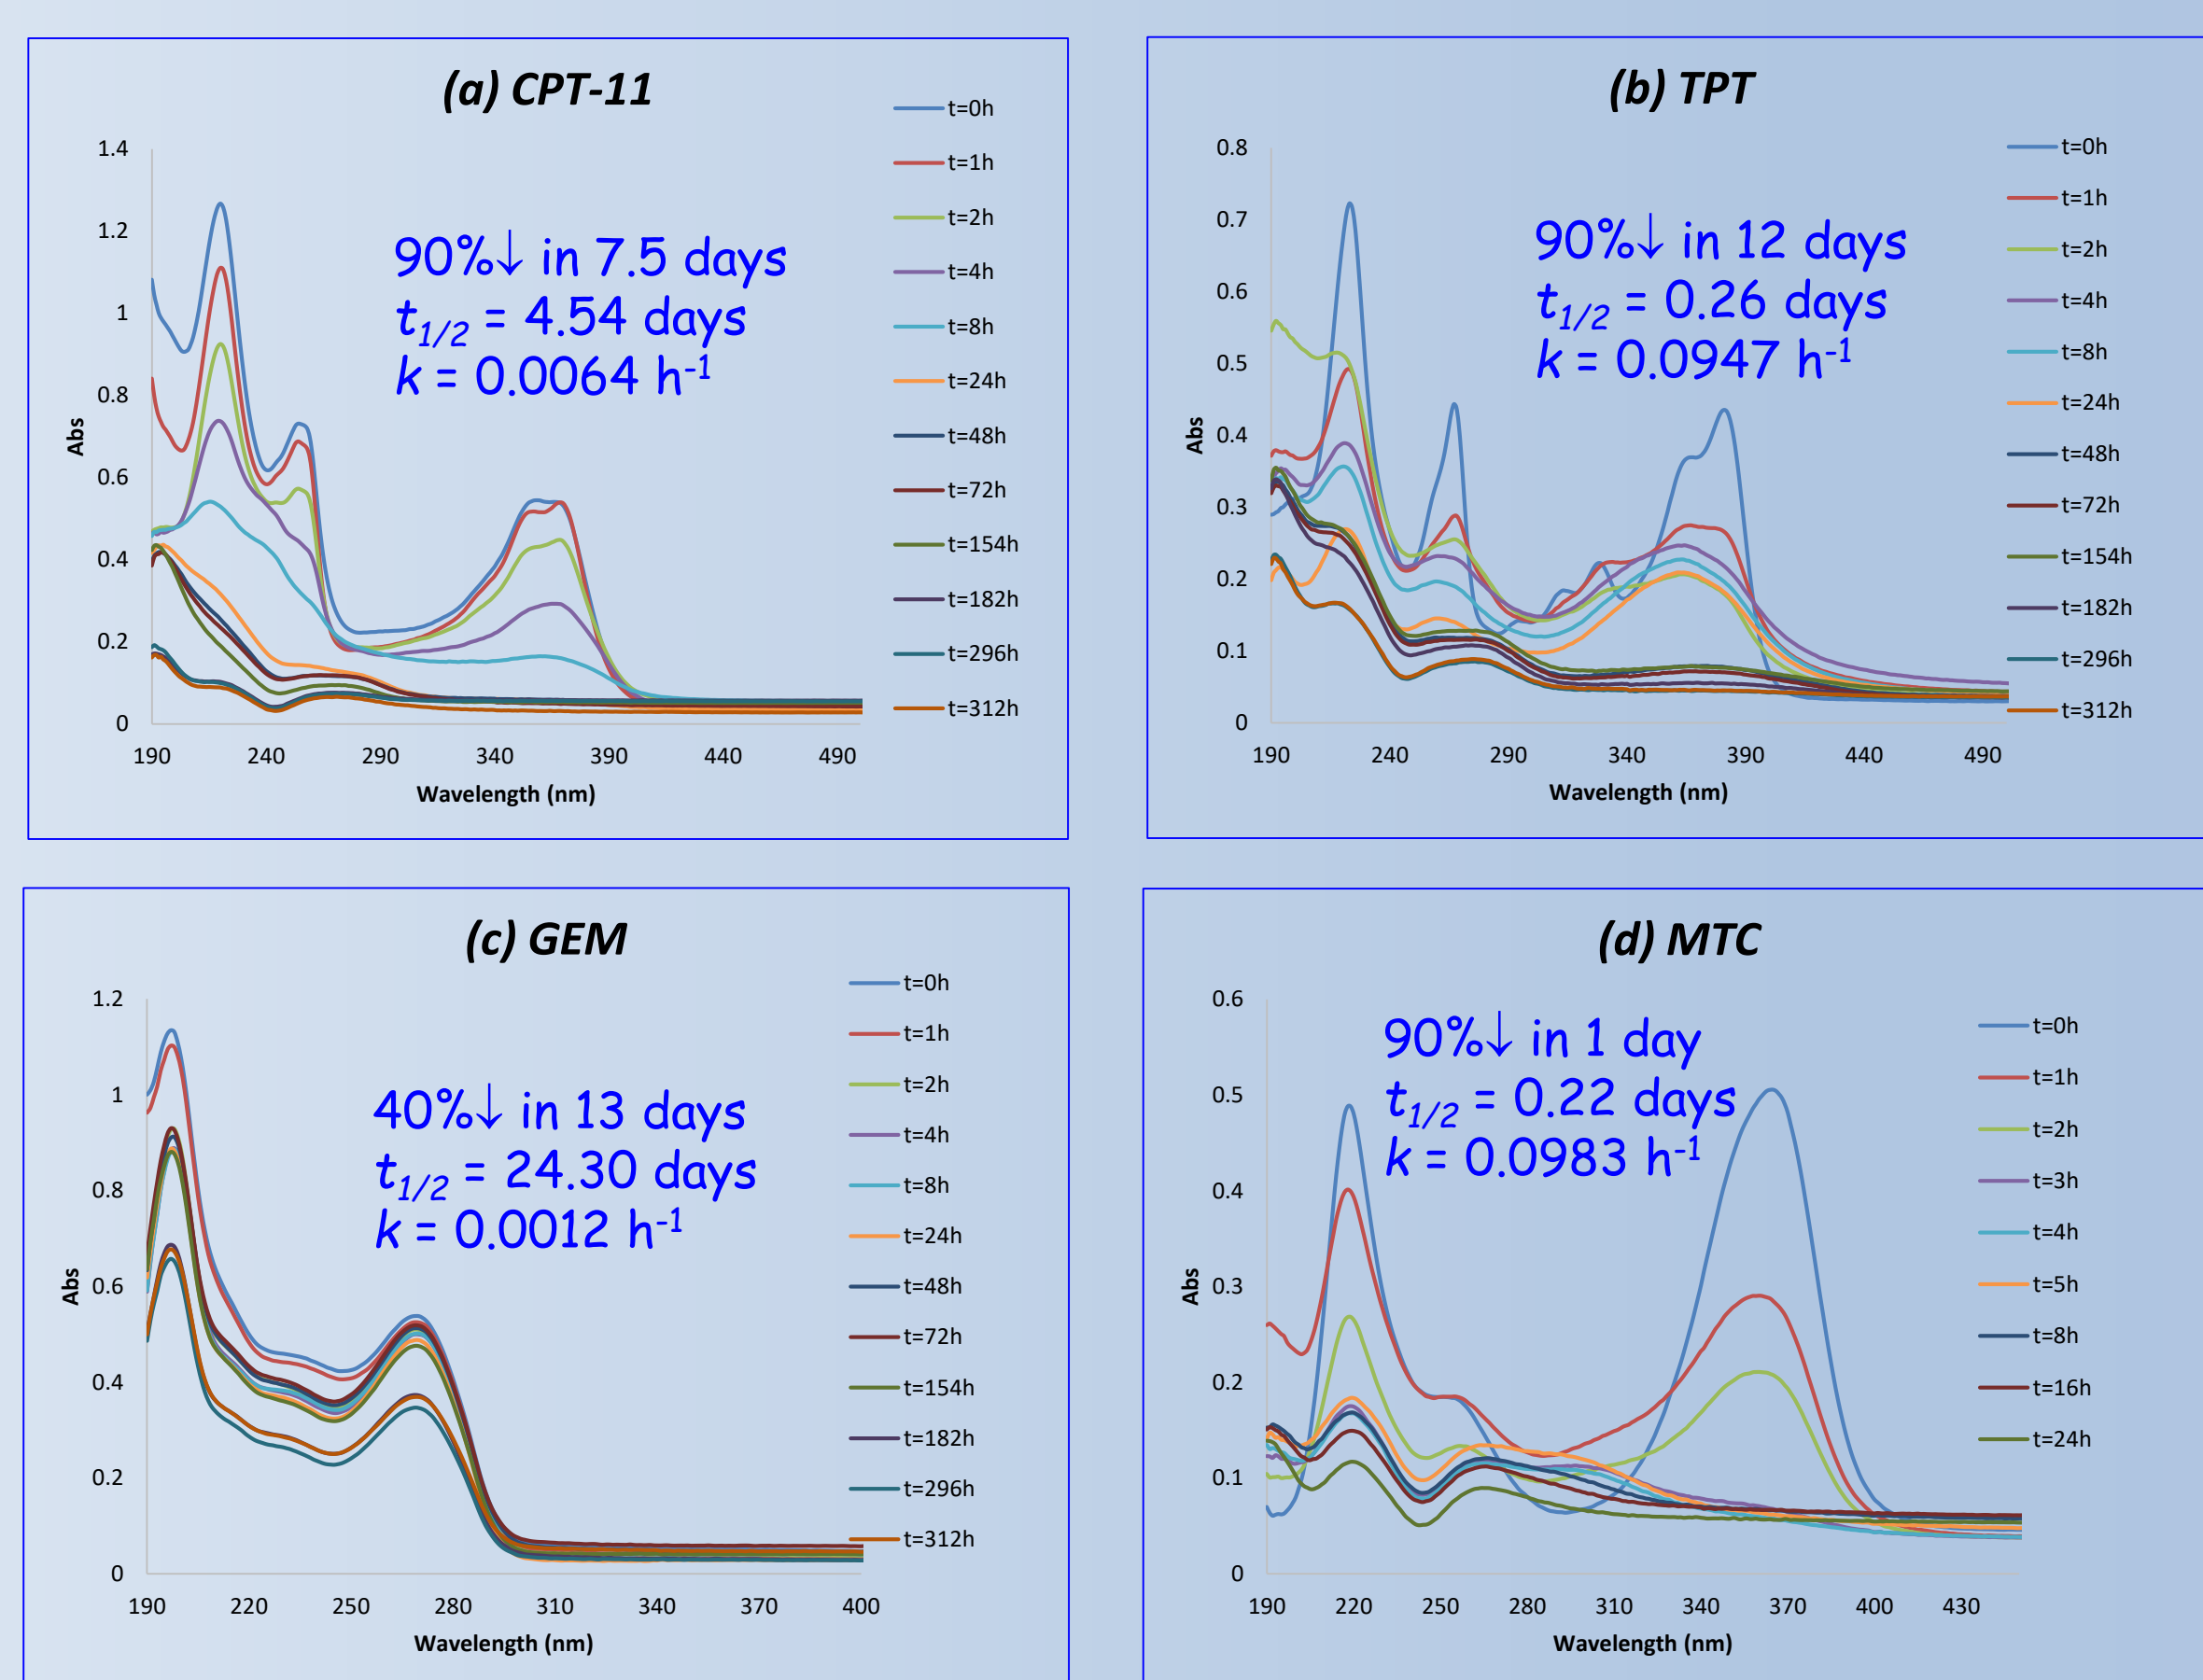 (a) CPT-11
t=0h
t=1h
t=2h
t=4h
t=8h
t=24h
t=48h
t=72h
t=154h
t=182h
t=296h
t=312h
90%↓ in 7.5 days
t1/2 = 4.54 days
k = 0.0064 h-1
Abs
1.4
1.2
1
0.8
0.6
0.4
0.2
0
190 240 290 340 390 440 490
Wavelength (nm)
(b) TPT
t=0h
t=1h
t=2h
t=4h
t=8h
t=24h
t=48h
t=72h
t=154h
t=182h
t=296h
t=312h
90%↓ in 12 days
t1/2 = 0.26 days
k = 0.0947 h-1
Abs
0.8
0.7
0.6
0.5
0.4
0.3
0.2
0.1
0
190 240 290 340 390 440 490
Wavelength (nm)
(c) GEM
t=0h
t=1h
t=2h
t=4h
t=8h
t=24h
t=48h
t=72h
t=154h
t=182h
t=296h
t=312h
40%↓ in 13 days
t1/2 = 24.30 days
k = 0.0012 h-1
Abs
1.2
1
0.8
0.6
0.4
0.2
0
190 220 250 280 310 340 370 400
Wavelength (nm)
(d) MTC
t=0h
t=1h
t=2h
t=3h
t=4h
t=5h
t=8h
t=16h
t=24h
90%↓ in 1 day
t1/2 = 0.22 days
k = 0.0983 h-1
Abs
0.6
0.5
0.4
0.3
0.2
0.1
0
190 220 250 280 310 340 370 400 430
Wavelength (nm)